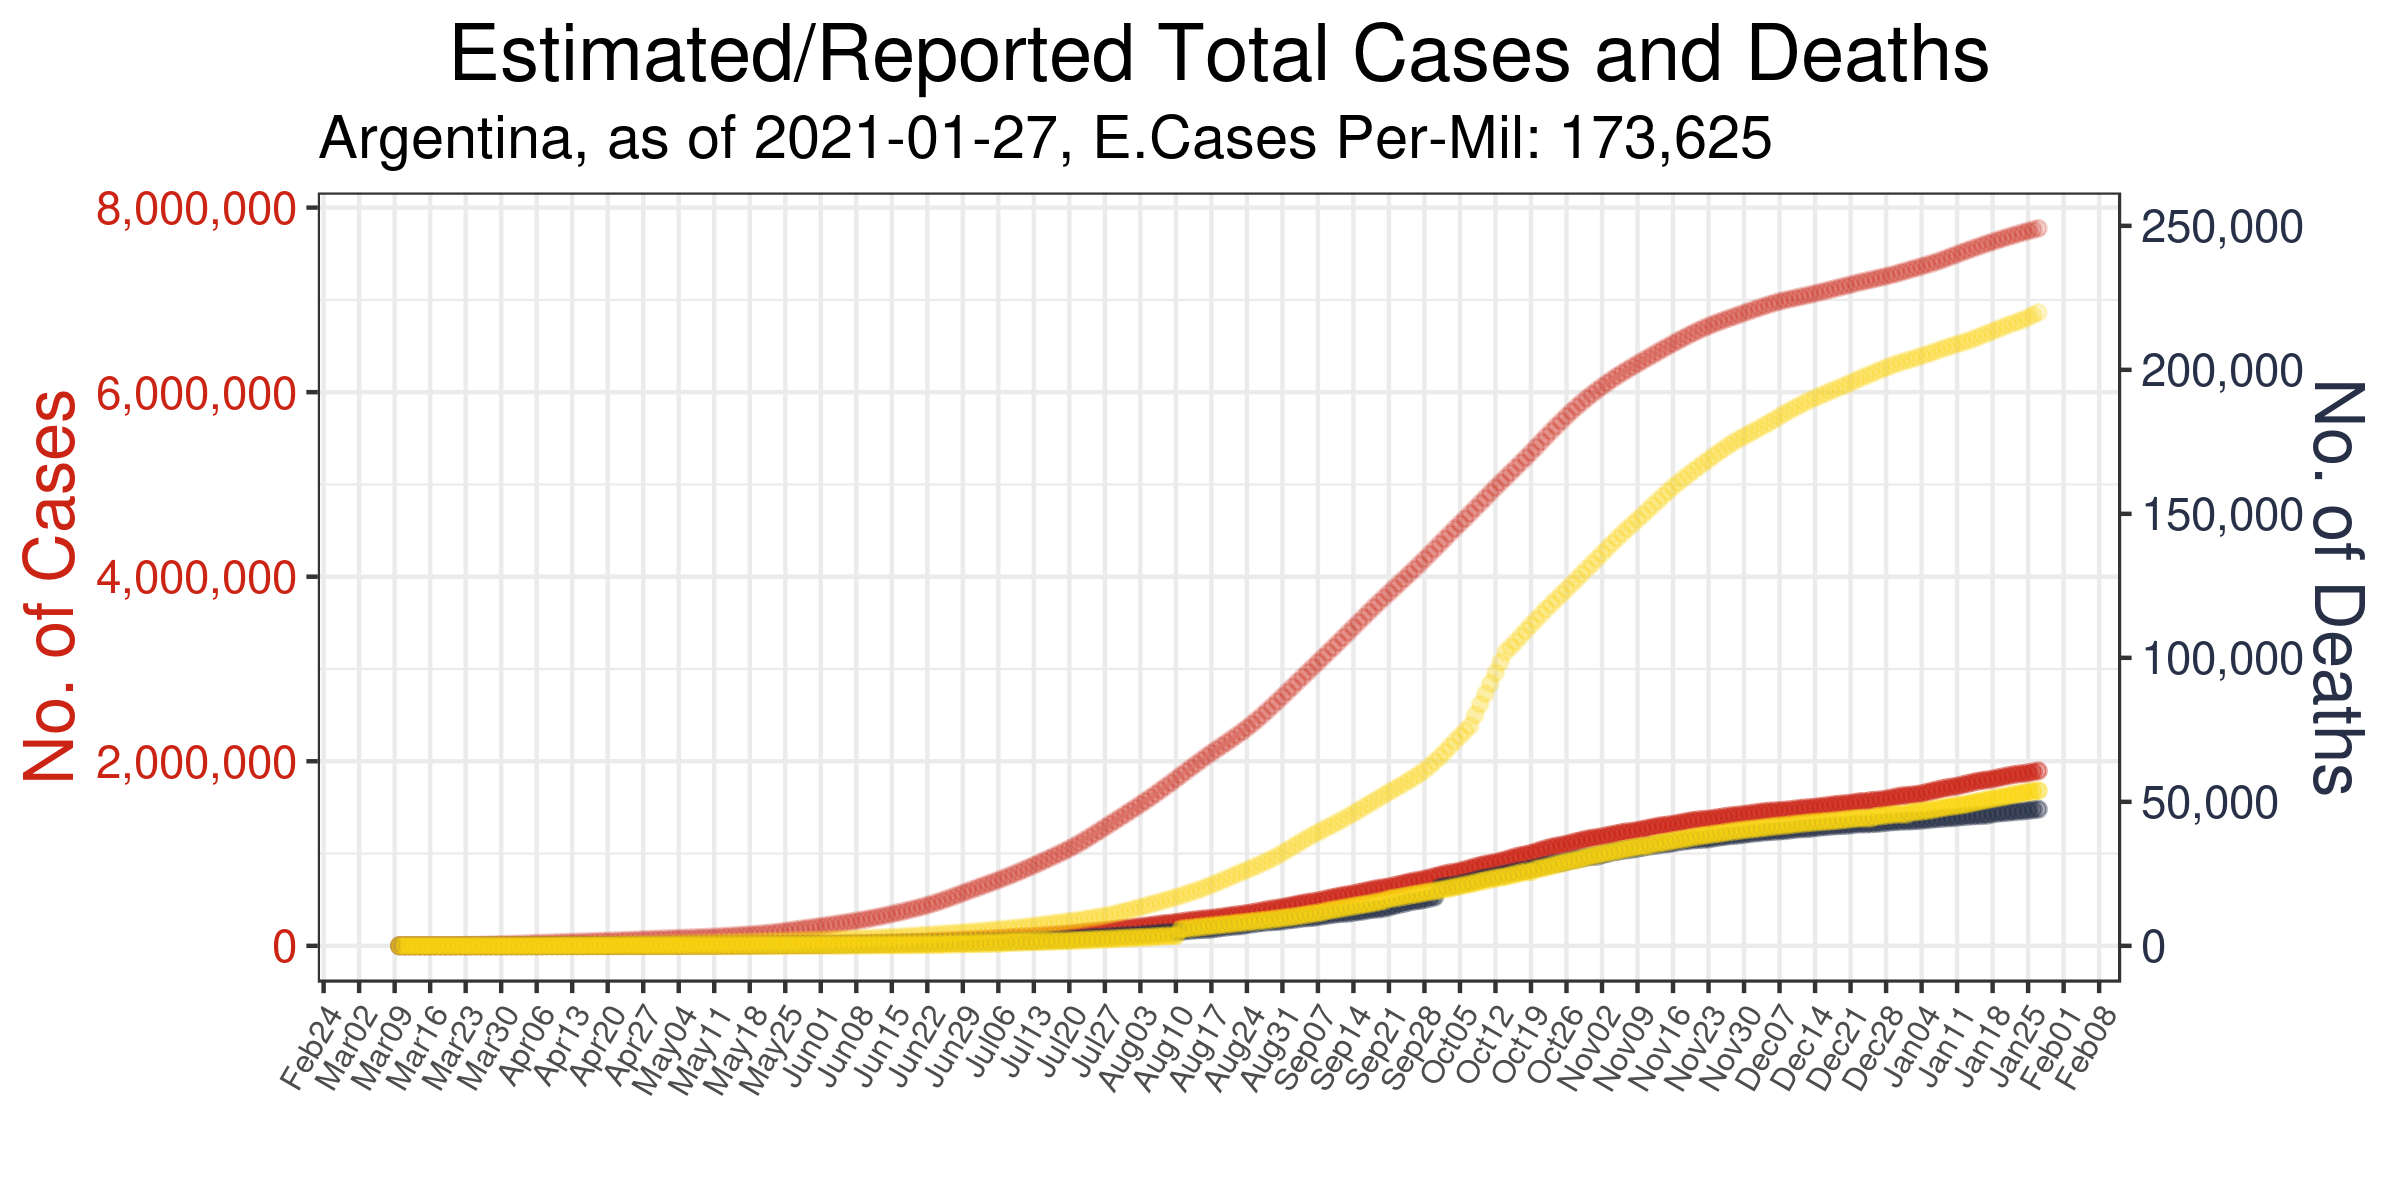 Estimated/Reported Total Cases and Deaths
Argentina, as of 2021-01-27, E.Cases Per-Mil: 173,625
No. of Cases
8,000,000
6,000,000
4,000,000
2,000,000
0
250,000
200,000
150,000
100,000
50,000
0
No. of Deaths
Feb24
Mar02
Mar09
Mar16
Mar23
Mar30
Apr06
Apr13
Apr20
Apr27
May04
May11
May18
May25
Jun01
Jun08
Jun15
Jun22
Jun29
Jul06
Jul13
Jul20
Jul27
Aug03
Aug10
Aug17
Aug24
Aug31
Sep07
Sep14
Sep21
Sep28
Oct05
Oct12
Oct19
Oct26
Nov02
Nov09
Nov16
Nov23
Nov30
Dec07
Dec14
Dec21
Dec28
Jan04
Jan11
Jan18
Jan25
Feb01
Feb08